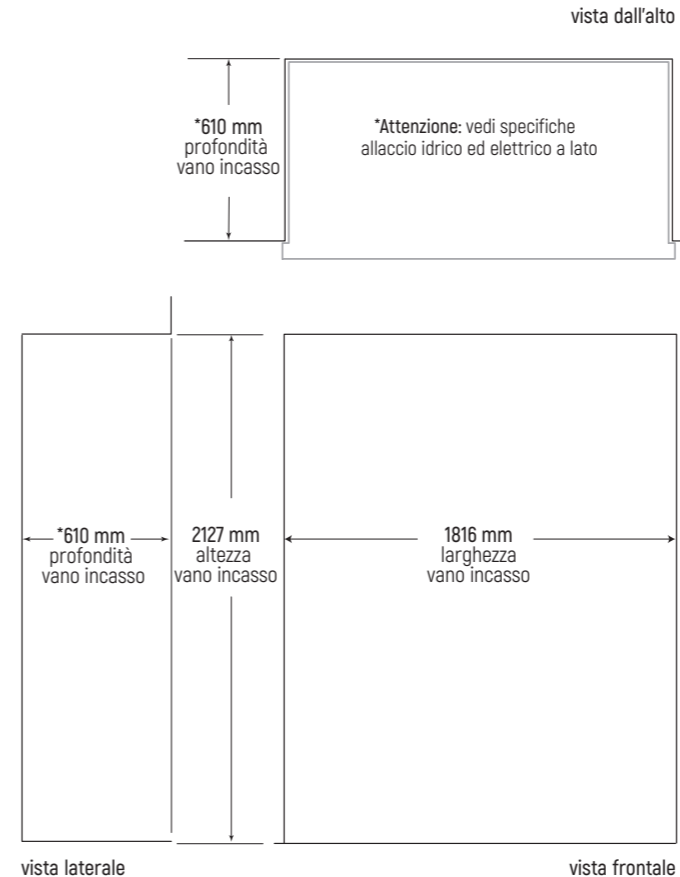 vista dall'alto
*610 mm
profondità
vano incasso
*Attenzione: vedi specifiche
allaccio idrico ed elettrico a lato
*610 mm
profondità
vano incasso
2127 mm
altezza
vano incasso
1816 mm
larghezza
vano incasso
vista laterale
vista frontale